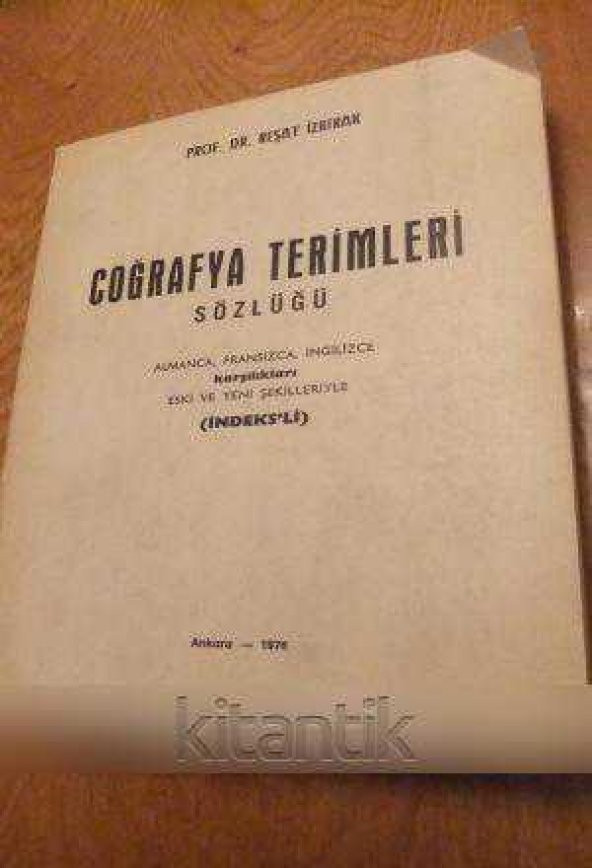 PROF. DR. REŞAT İZBIRAK
COĞRAFYA TERİMLERİ
SÖZLÜĞÜ
ALMANCA, FRANSIZCA, İNGİLİZCE
karşılıkları
ESKİ VE YENİ ŞEKİLLERİYLE
(İNDEKS'Lİ)
Ankara —
kitantik